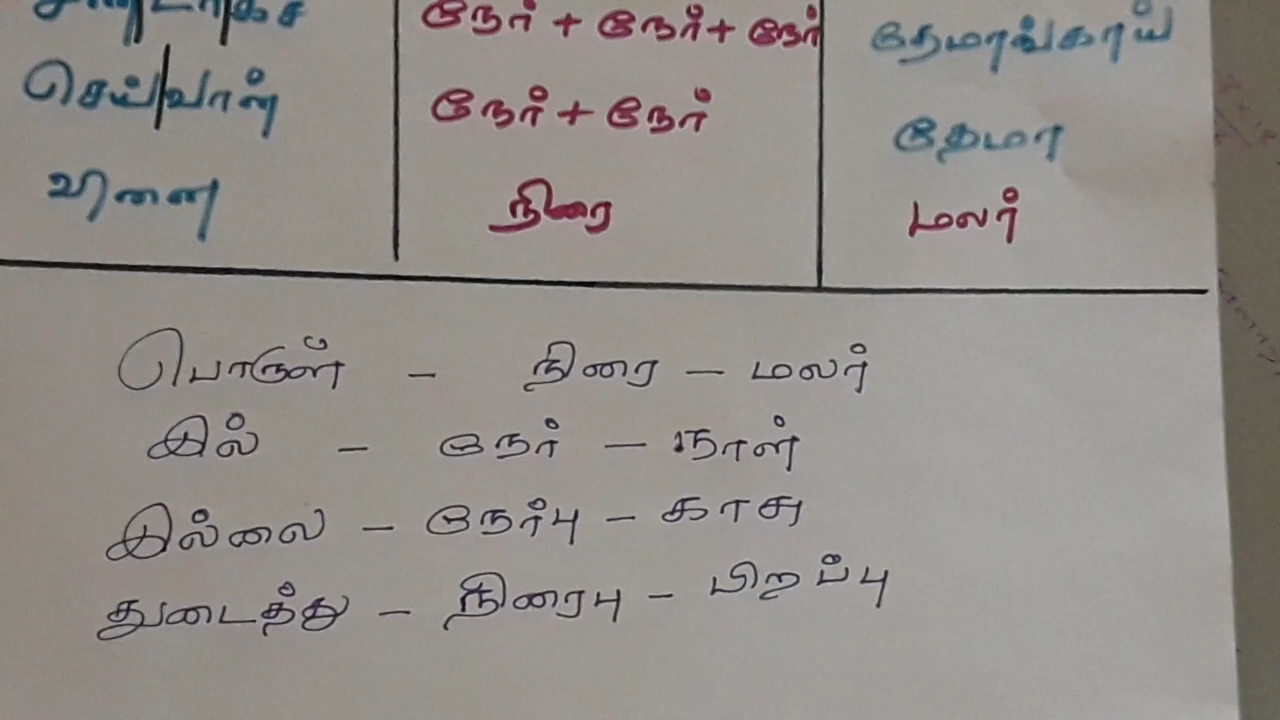 நேர் + நேர் + நேர் தேமாங்காய்
செய்/வான் நேர் + நேர் தேமா
வினை நிரை மலர்
பொருள் - நிரை - மலர்
இல் - நேர் - நாள்
இல்லை - நேர்பு - காசு
துடைத்து - நிரைபு - பிறப்பு